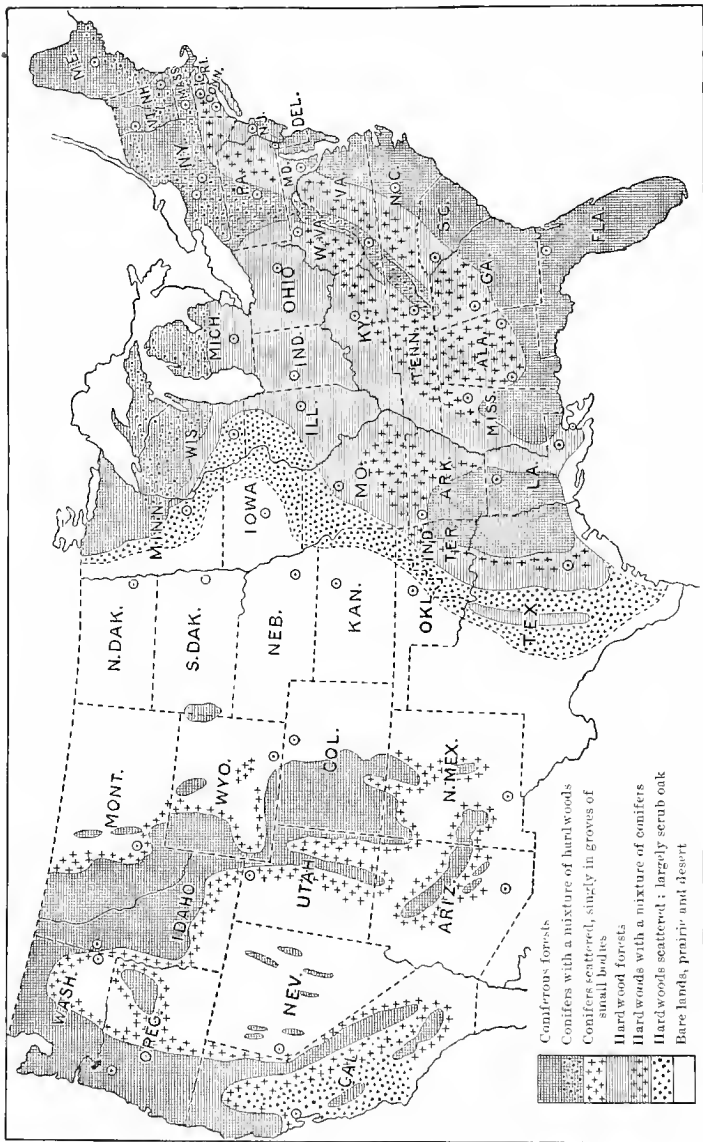 ME.
VT.
N.H.
MASS.
R.I.
CONN.
N.Y.
PA.
N.J.
DEL.
MD.
VA.
W.VA.
N.C.
S.C.
GA.
FLA.
OHIO
MICH.
IND.
ILL.
WIS.
KY.
TENN.
ALA.
MISS.
MINN.
IOWA
MO.
ARK.
LA.
IND.
TER.
N. DAK.
S. DAK.
NEB.
KAN.
OKL.
TEX.
MONT.
WYO.
COL.
N. MEX.
IDAHO
UTAH
ARIZ.
WASH.
OREG.
NEV.
CAL.
Coniferous forests
Conifers with a mixture of hardwoods
Conifers scattered, singly in groves of
small bodies
Hardwood forests
Hardwoods with a mixture of conifers
Hardwoods scattered; largely scrub oak
Bare lands, prairie and desert